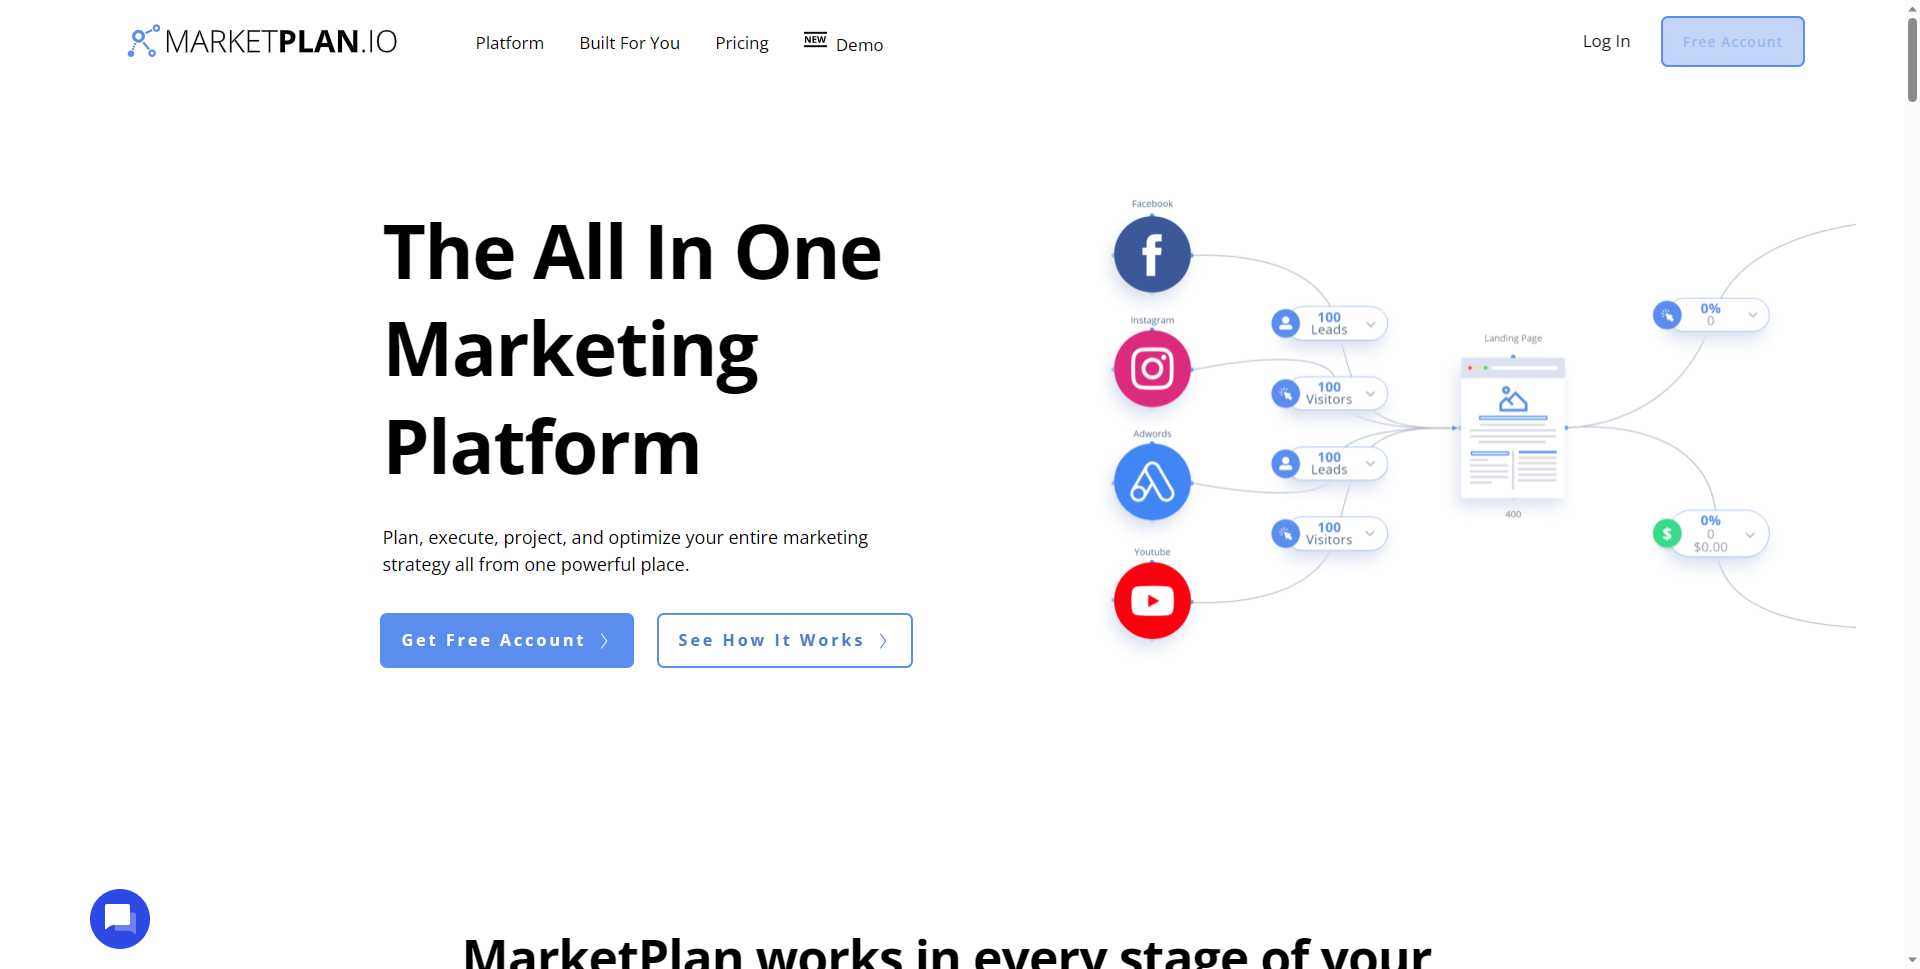 MARKETPLAN.IO
Platform
Built For You
Pricing
NEW
Demo
Log In
Free Account
The All In One
Marketing
Platform
Plan, execute, project, and optimize your entire marketing
strategy all from one powerful place.
Get Free Account
See How It Works
Facebook
Instagram
Adwords
Youtube
100
Leads
100
Visitors
100
Leads
100
Visitors
Landing Page
400
0%
0
$
0%
0
$0.00
MarketPlan works in every stage of your